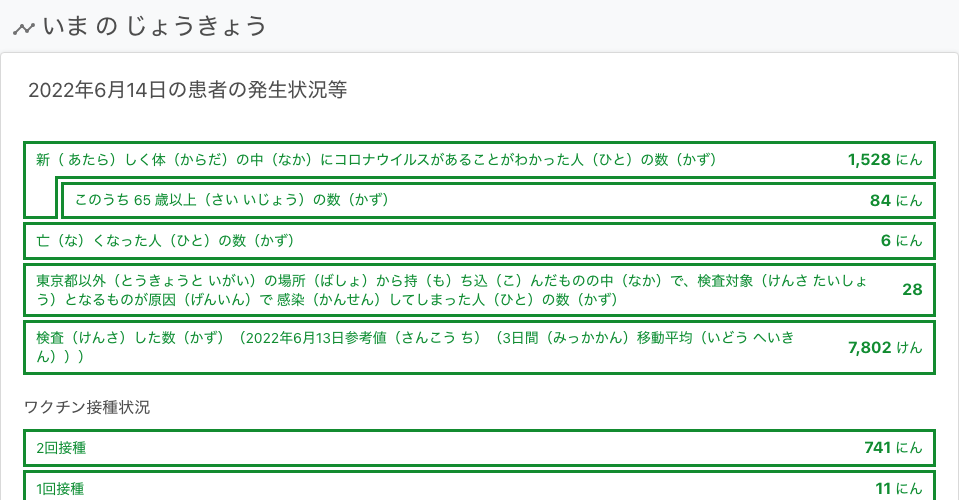 いま の じょうきょう
2022年6月14日の患者の発生状況等
新（ あたら）しく体（からだ）の中（なか）にコロナウイルスがあることがわかった人（ひと）の数（かず） 1,528 にん
このうち 65 歳以上（さい いじょう）の数（かず） 84 にん
亡（な）くなった人（ひと）の数（かず） 6 にん
東京都以外（とうきょうと いがい）の場所（ばしょ）から持（も）ち込（こ）んだものの中（なか）で、検査対象（けんさ たいしょ
う）となるものが原因（げんいん）で 感染（かんせん）してしまった人（ひと）の数（かず） 28
検査（けんさ）した数（かず）（2022年6月13日参考値（さんこう ち）（3日間（みっかかん）移動平均（いどう へいき
ん））） 7,802 けん
ワクチン接種状況
2回接種 741 にん
1回接種 11 にん